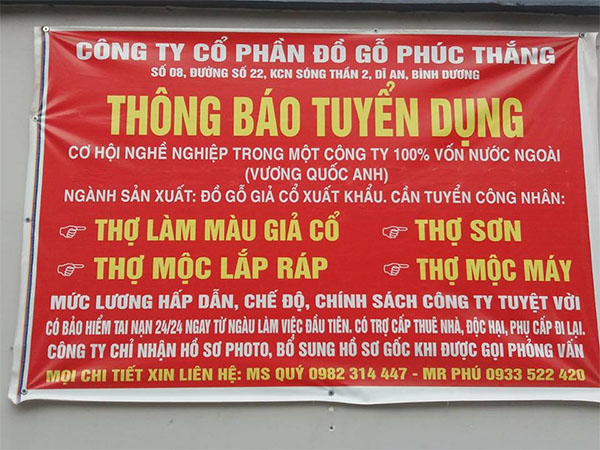 CÔNG TY CỔ PHẦN ĐỒ GỖ PHÚC THẮNG
SỐ 08, ĐƯỜNG SỐ 22, KCN SÓNG THẦN 2, DĨ AN, BÌNH DƯƠNG
THÔNG BÁO TUYỂN DỤNG
CƠ HỘI NGHỀ NGHIỆP TRONG MỘT CÔNG TY 100% VỐN NƯỚC NGOÀI
(VƯƠNG QUỐC ANH)
NGÀNH SẢN XUẤT: ĐỒ GỖ GIẢ CỔ XUẤT KHẨU. CẦN TUYỂN CÔNG NHÂN:
☞ THỢ LÀM MÀU GIẢ CỔ ☞ THỢ SƠN
☞ THỢ MỘC LẮP RÁP ☞ THỢ MỘC MÁY
MỨC LƯƠNG HẤP DẪN, CHẾ ĐỘ, CHÍNH SÁCH CÔNG TY TUYỆT VỜI
CÓ BẢO HIỂM TAI NẠN 24/24 NGAY TỪ NGÀU LÀM VIỆC ĐẦU TIÊN. CÓ TRỢ CẤP THUÊ NHÀ, ĐỘC HẠI, PHỤ CẤP ĐI LẠI.
CÔNG TY CHỈ NHẬN HỒ SƠ PHOTO, BỔ SUNG HỒ SƠ GỐC KHI ĐƯỢC GỌI PHỎNG VẤN
MỌI CHI TIẾT XIN LIÊN HỆ: MS QUÝ 0982 314 447 - MR PHÚ 0933 522 420